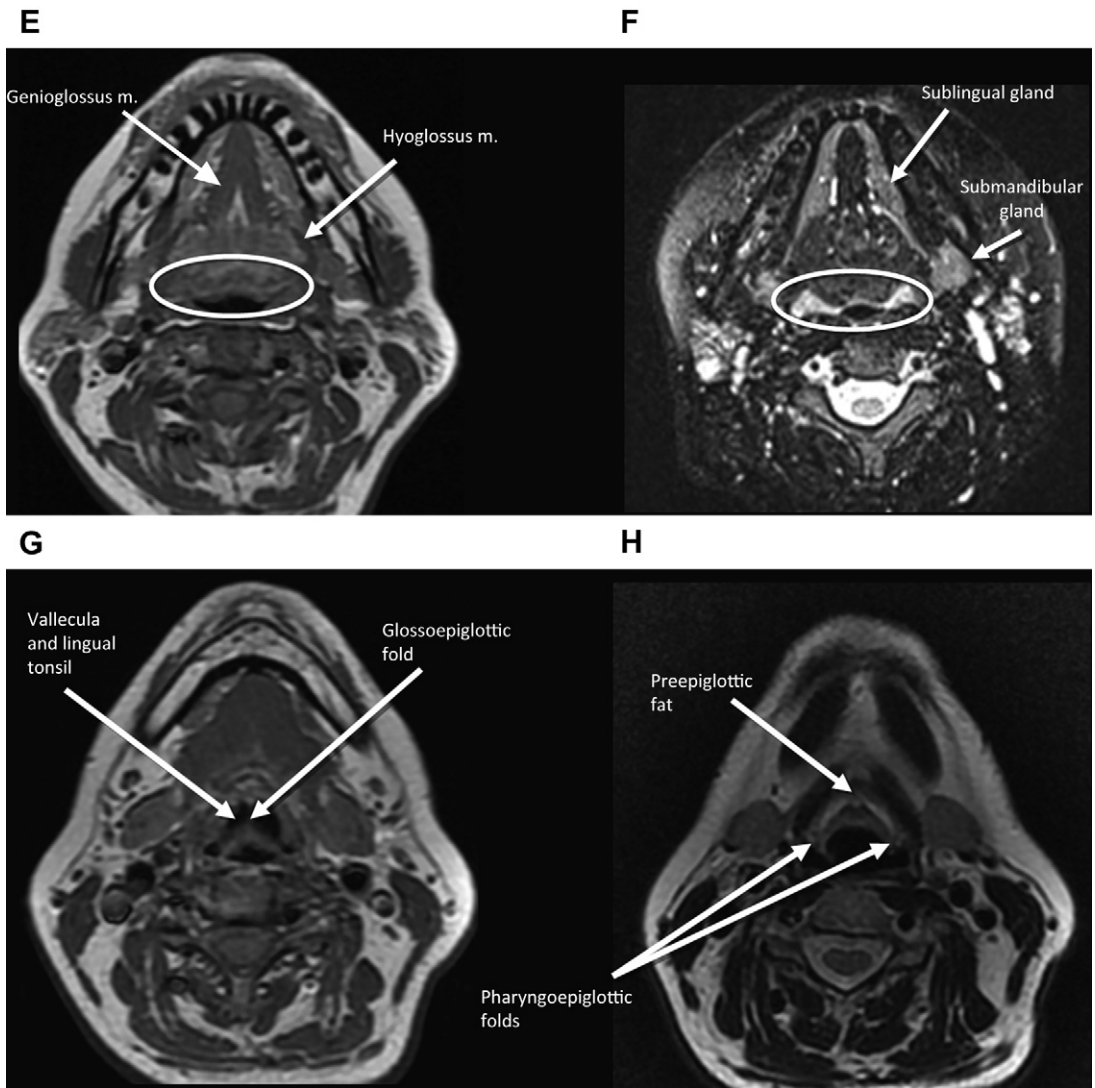 E
F
Genioglossus m.
Hyoglossus m.
Sublingual gland
Submandibular
gland
G
H
Vallecula
and lingual
tonsil
Glossoepiglottic
fold
Preepiglottic
fat
Pharyngoepiglottic
folds